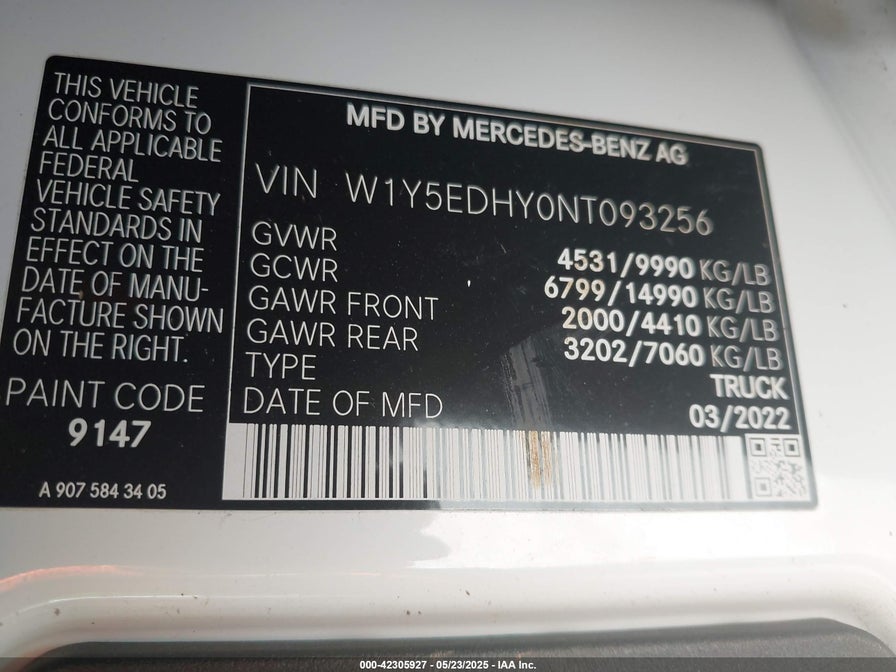 THIS VEHICLE
CONFORMS TO
ALL APPLICABLE
FEDERAL
VEHICLE SAFETY
STANDARDS IN
EFFECT ON THE
DATE OF MANU-
FACTURE SHOWN
ON THE RIGHT.
PAINT CODE
9147
A 907 584 34 05
MFD BY MERCEDES-BENZ AG
VIN W1Y5EDHY0NT093256
GVWR 4531/9990 KG/LB
GCWR 6799/14990 KG/LB
GAWR FRONT 2000/4410 KG/LB
GAWR REAR 3202/7060 KG/LB
TYPE TRUCK
DATE OF MFD 03/2022
000-42305927 - 05/23/2025 - IAA Inc.